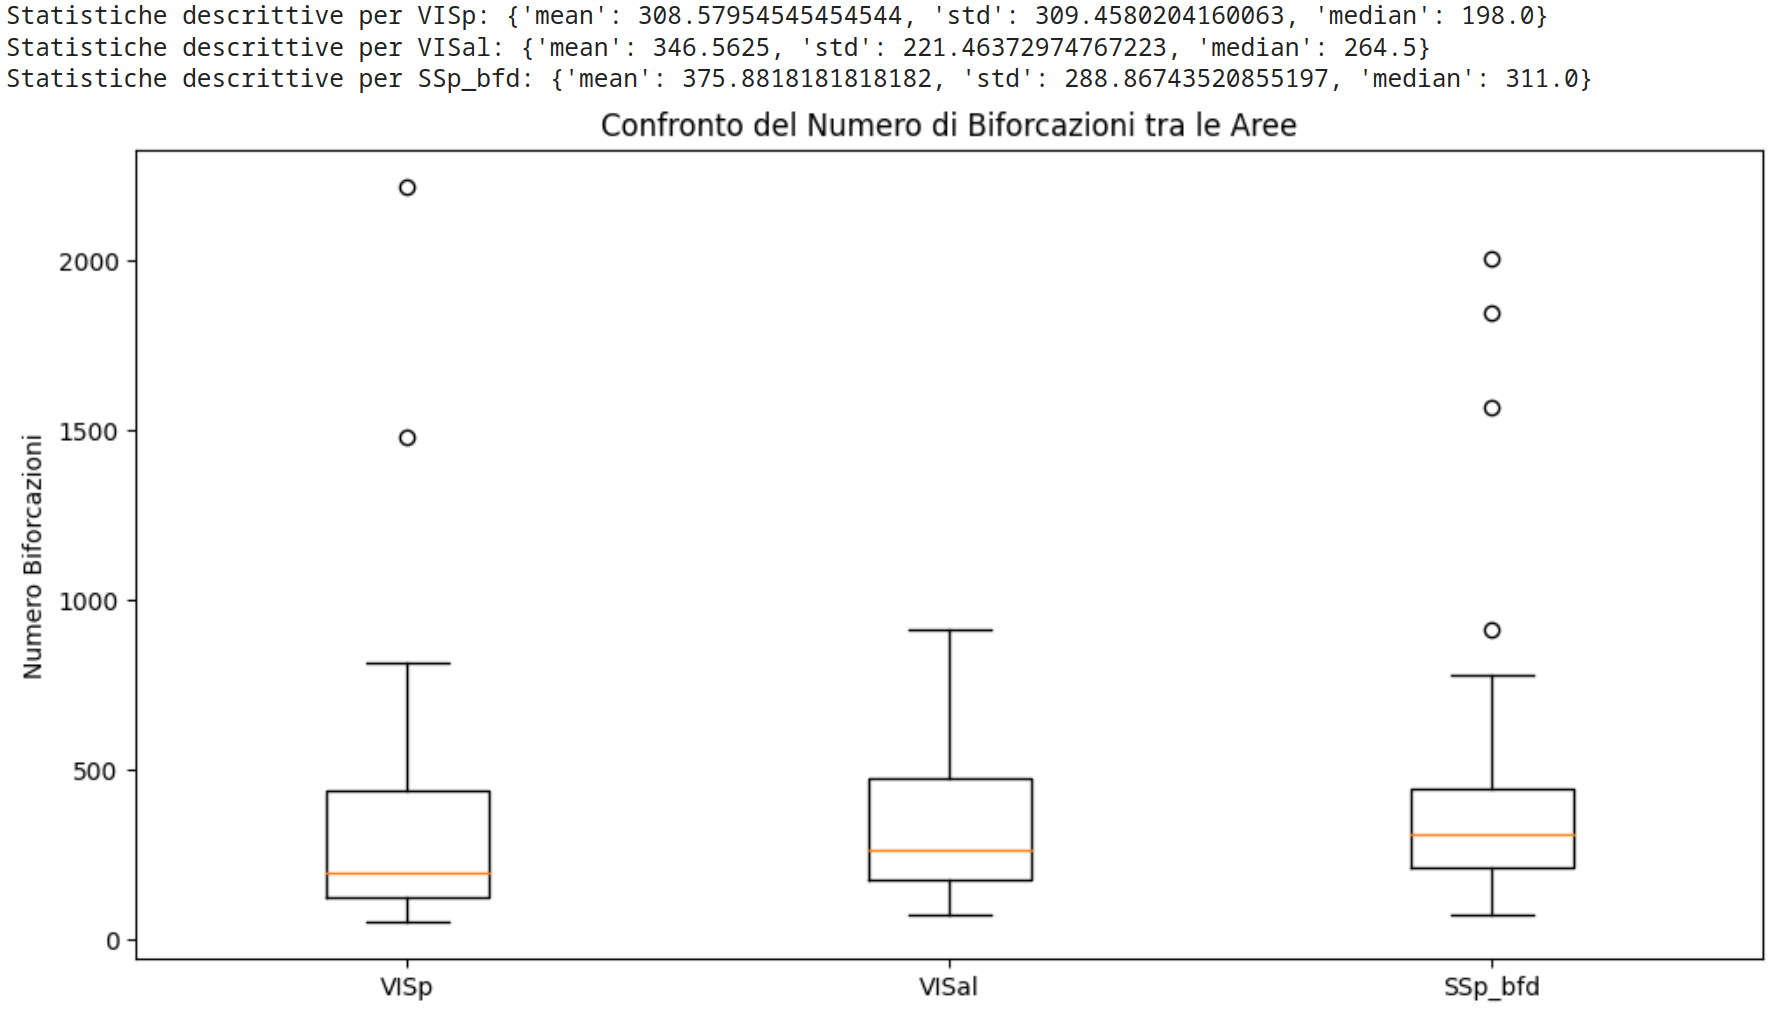 Statistiche descrittive per VISp: {'mean': 308.57954545454544, 'std': 309.4580204160063, 'median': 198.0}
Statistiche descrittive per VISal: {'mean': 346.5625, 'std': 221.46372974767223, 'median': 264.5}
Statistiche descrittive per SSp_bfd: {'mean': 375.8818181818182, 'std': 288.86743520855197, 'median': 311.0}
Confronto del Numero di Biforcazioni tra le Aree
Numero Biforcazioni
2000
1500
1000
500
0
VISp
VISal
SSp_bfd